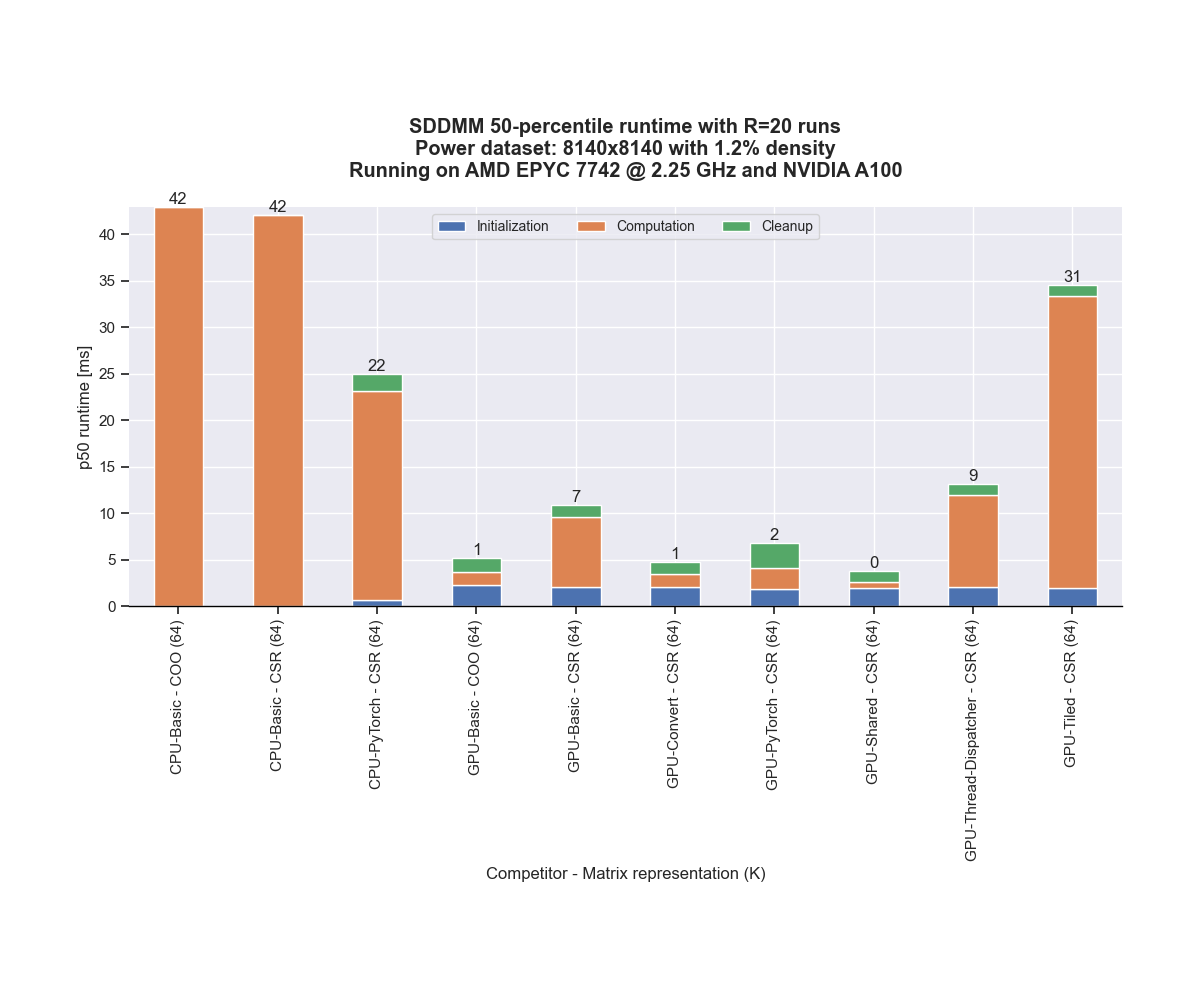 SDDMM 50-percentile runtime with R=20 runs
Power dataset: 8140x8140 with 1.2% density
Running on AMD EPYC 7742 @ 2.25 GHz and NVIDIA A100
Initialization
Computation
Cleanup
42
42
22
1
7
1
2
0
9
31
p50 runtime [ms]
40
35
30
25
20
15
10
5
0
CPU-Basic - COO (64)
CPU-Basic - CSR (64)
CPU-PyTorch - CSR (64)
GPU-Basic - COO (64)
GPU-Basic - CSR (64)
GPU-Convert - CSR (64)
GPU-PyTorch - CSR (64)
GPU-Shared - CSR (64)
GPU-Thread-Dispatcher - CSR (64)
GPU-Tiled - CSR (64)
Competitor - Matrix representation (K)